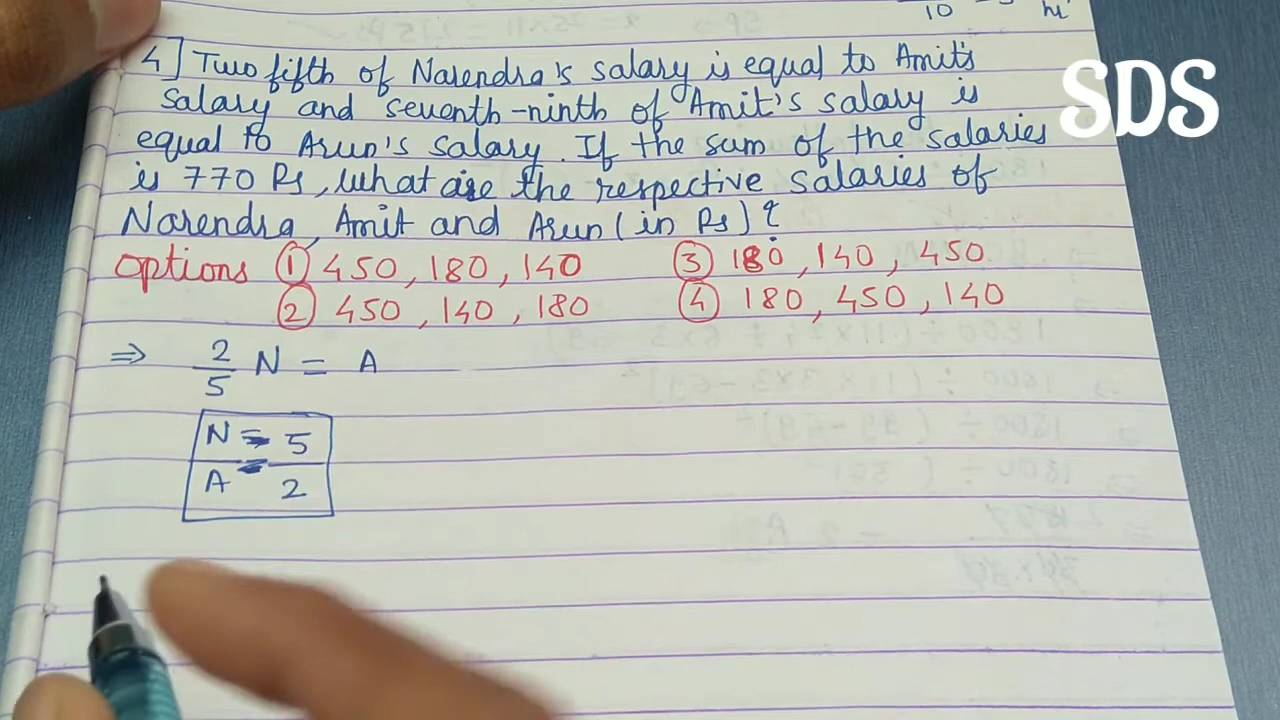 10 hr
SDS
4] Two fifth of Narendra's salary is equal to Amit's
salary and seventh-ninth of Amit's salary is
equal to Arun's salary. If the sum of the salaries
is 770 Rs, what are the respective salaries of
Narendra, Amit and Arun (in Rs)?
options ① 450, 180, 140 ③ 180, 140, 450
② 450, 140, 180 ④ 180, 450, 140
⇒ 2/5 N = A
N/A = 5/2